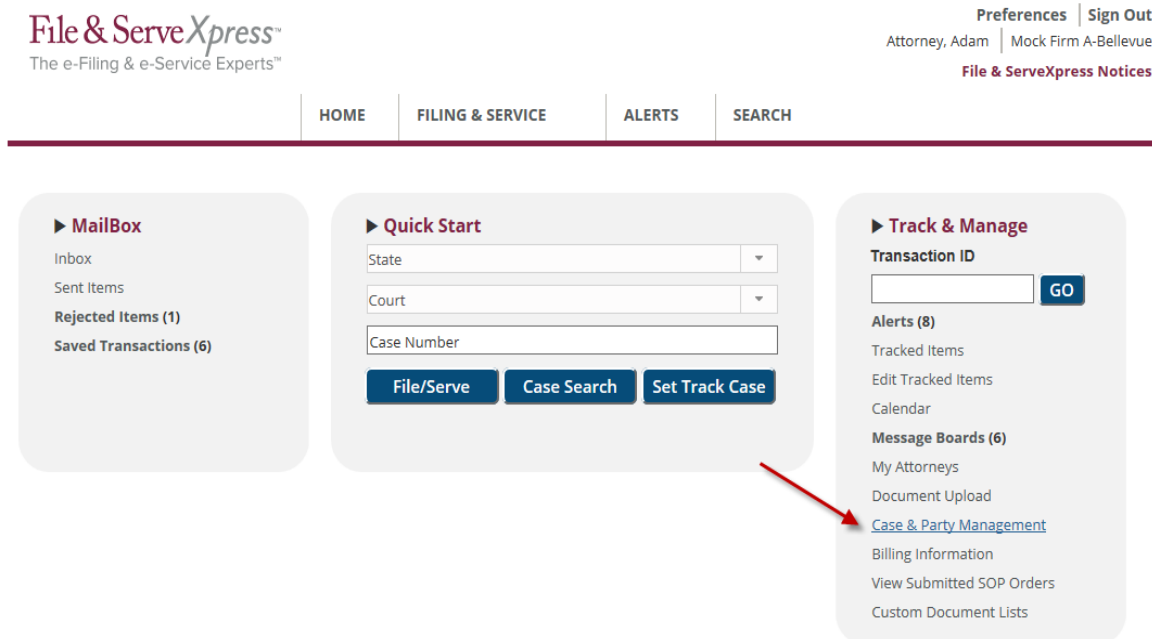 File & ServeXpress™
The e-Filing & e-Service Experts™
Preferences | Sign Out
Attorney, Adam | Mock Firm A-Bellevue
File & ServeXpress Notices
HOME
FILING & SERVICE
ALERTS
SEARCH
MailBox
Inbox
Sent Items
Rejected Items (1)
Saved Transactions (6)
Quick Start
State
Court
Case Number
File/Serve
Case Search
Set Track Case
Track & Manage
Transaction ID
GO
Alerts (8)
Tracked Items
Edit Tracked Items
Calendar
Message Boards (6)
My Attorneys
Document Upload
Case & Party Management
Billing Information
View Submitted SOP Orders
Custom Document Lists